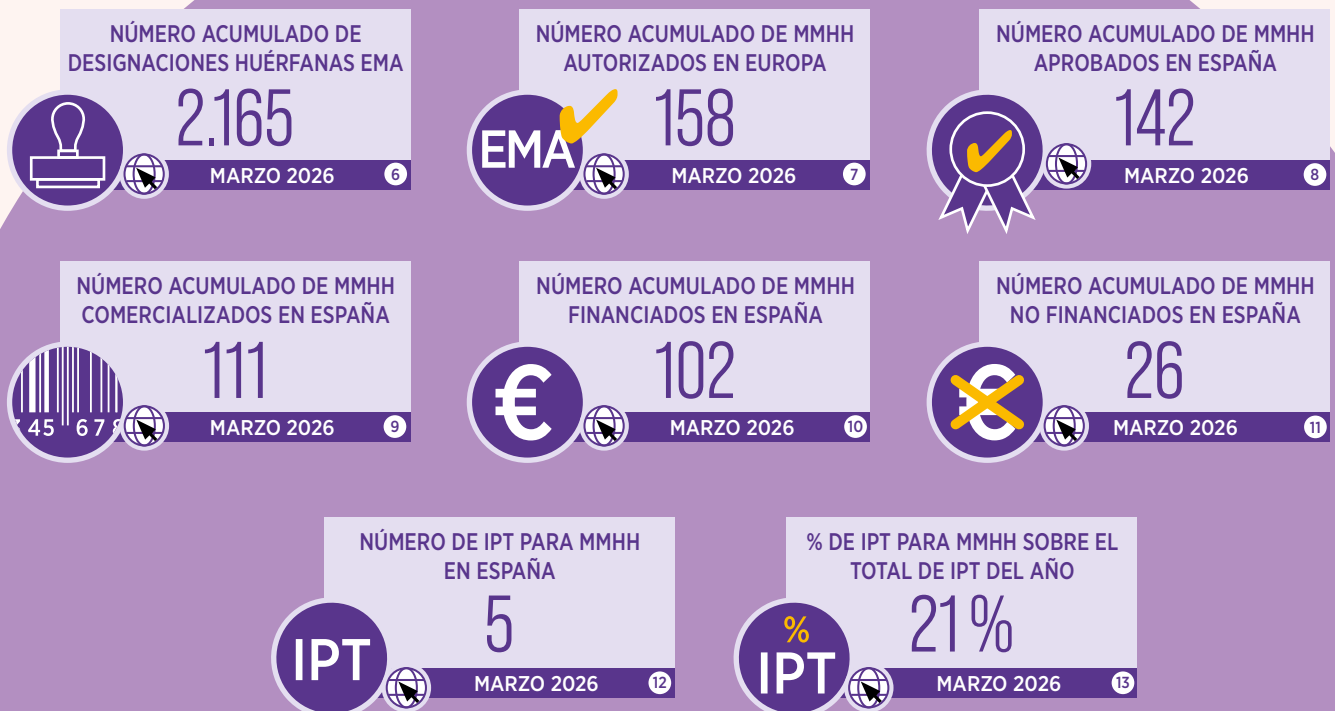 NÚMERO ACUMULADO DE
DESIGNACIONES HUÉRFANAS EMA
2.165
MARZO 2026
6
NÚMERO ACUMULADO DE MMHH
AUTORIZADOS EN EUROPA
158
EMA
MARZO 2026
7
NÚMERO ACUMULADO DE MMHH
APROBADOS EN ESPAÑA
142
MARZO 2026
8
NÚMERO ACUMULADO DE MMHH
COMERCIALIZADOS EN ESPAÑA
111
45 678
MARZO 2026
9
NÚMERO ACUMULADO DE MMHH
FINANCIADOS EN ESPAÑA
102
€
MARZO 2026
10
NÚMERO ACUMULADO DE MMHH
NO FINANCIADOS EN ESPAÑA
26
€
MARZO 2026
11
NÚMERO DE IPT PARA MMHH
EN ESPAÑA
5
IPT
MARZO 2026
12
% DE IPT PARA MMHH SOBRE EL
TOTAL DE IPT DEL AÑO
21%
%
IPT
MARZO 2026
13